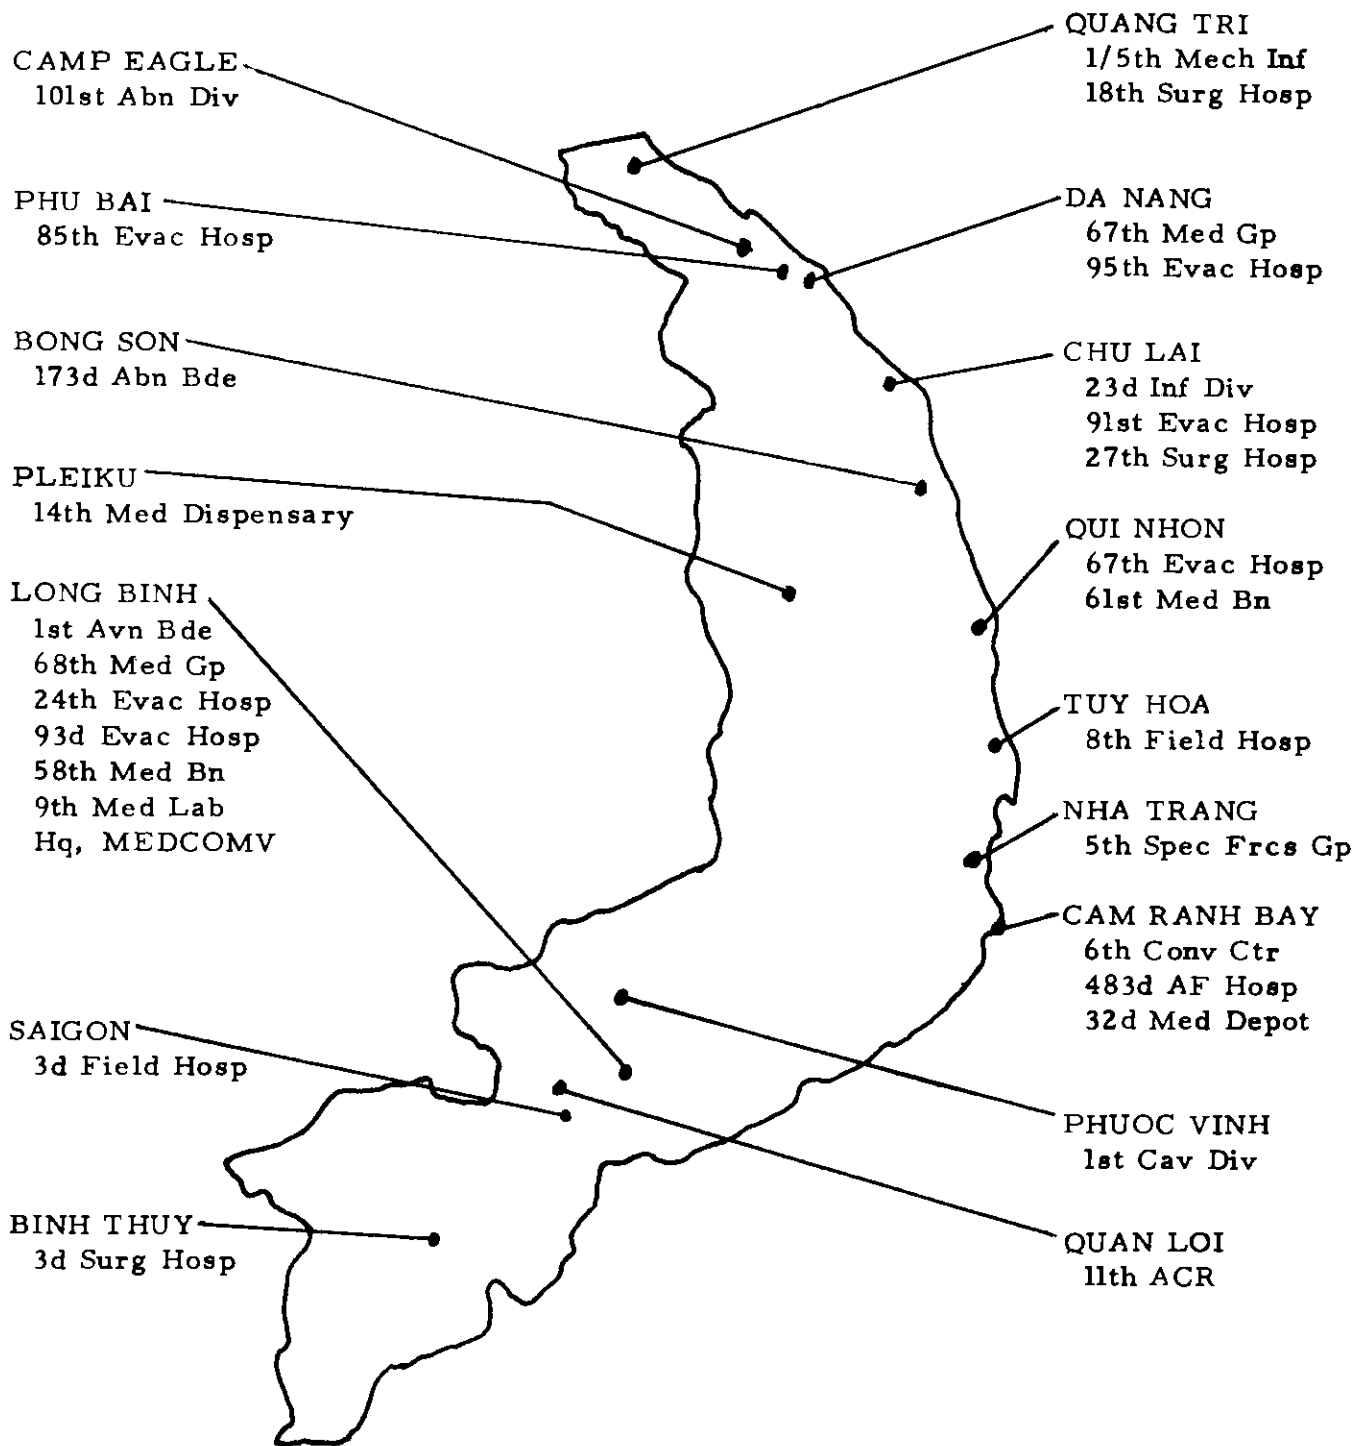 CAMP EAGLE
101st Abn Div
PHU BAI
85th Evac Hosp
BONG SON
173d Abn Bde
PLEIKU
14th Med Dispensary
LONG BINH
1st Avn Bde
68th Med Gp
24th Evac Hosp
93d Evac Hosp
58th Med Bn
9th Med Lab
Hq, MEDCOMV
SAIGON
3d Field Hosp
BINH THUY
3d Surg Hosp
QUANG TRI
1/5th Mech Inf
18th Surg Hosp
DA NANG
67th Med Gp
95th Evac Hosp
CHU LAI
23d Inf Div
91st Evac Hosp
27th Surg Hosp
QUI NHON
67th Evac Hosp
61st Med Bn
TUY HOA
8th Field Hosp
NHA TRANG
5th Spec Frcs Gp
CAM RANH BAY
6th Conv Ctr
483d AF Hosp
32d Med Depot
PHUOC VINH
1st Cav Div
QUAN LOI
11th ACR